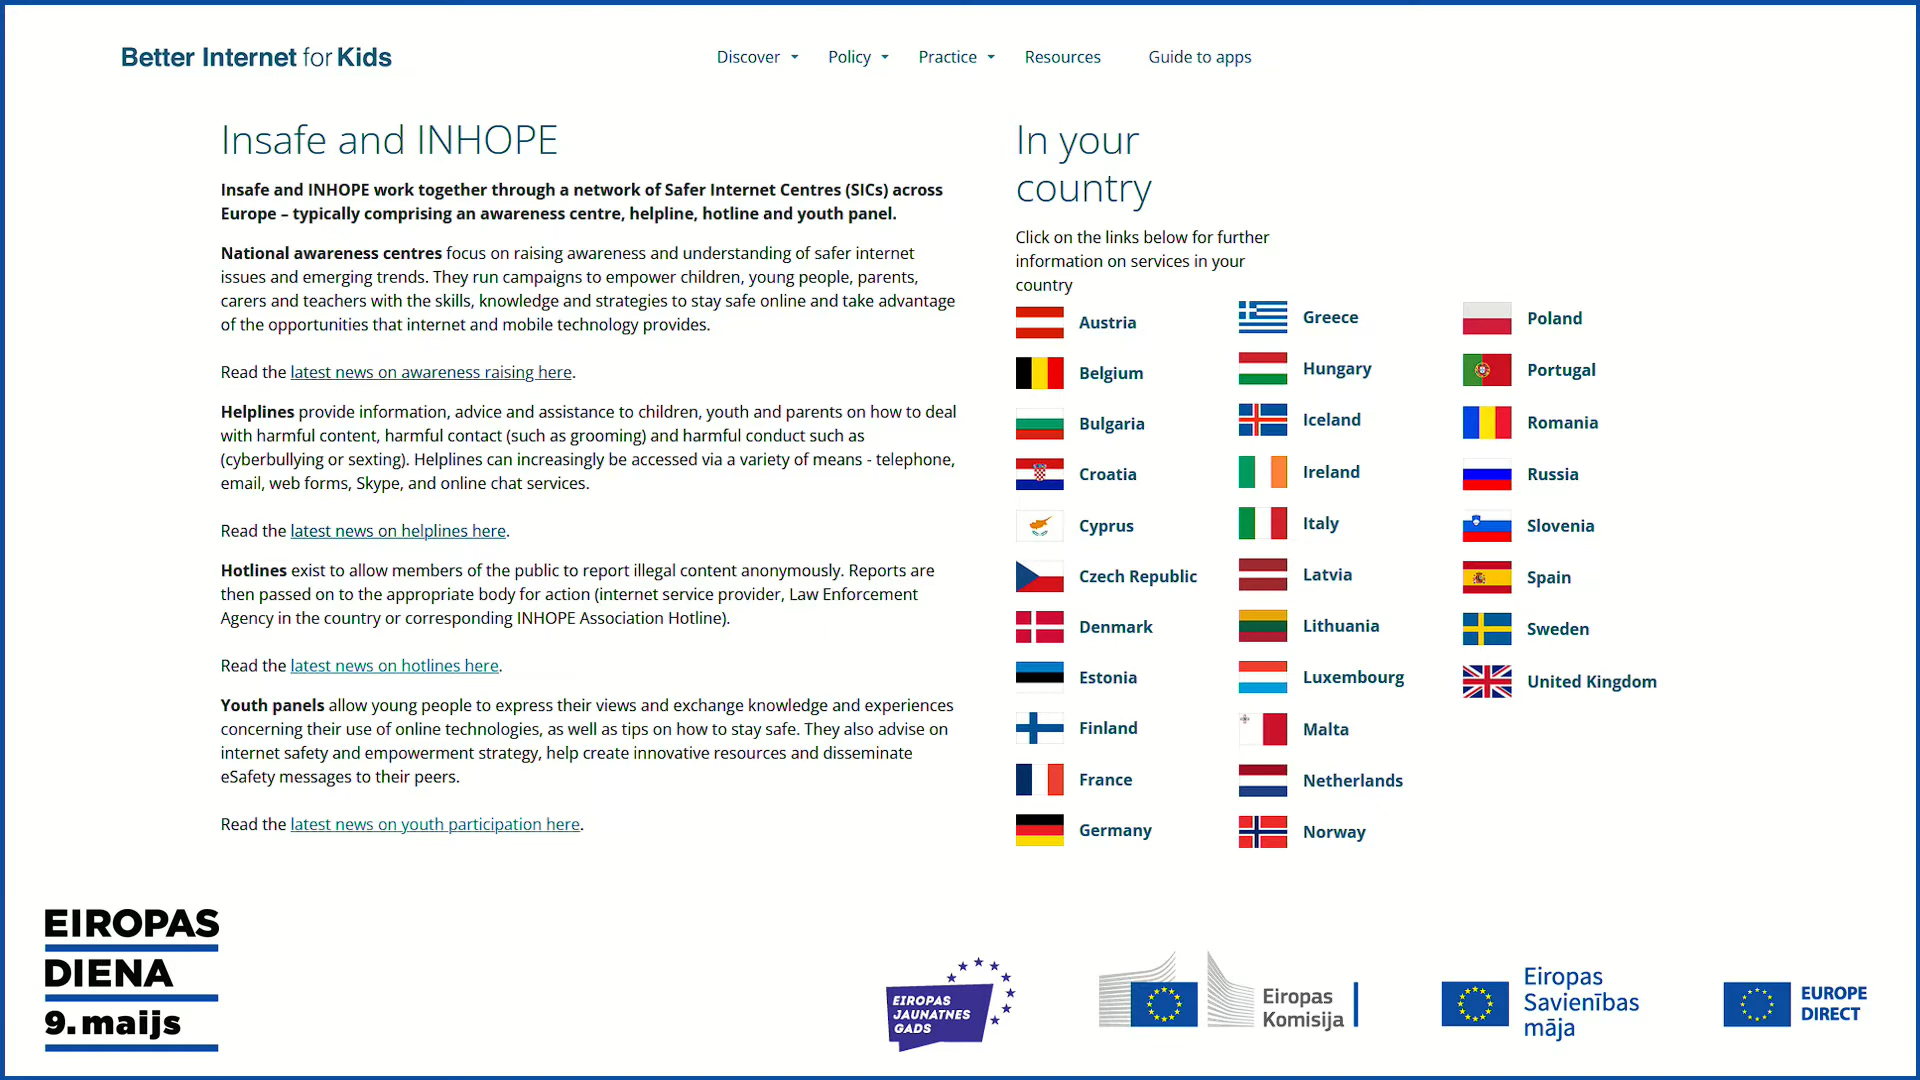 Better Internet for Kids
Discover
Policy
Practice
Resources
Guide to apps
Insafe and INHOPE
Insafe and INHOPE work together through a network of Safer Internet Centres (SICs) across
Europe – typically comprising an awareness centre, helpline, hotline and youth panel.
National awareness centres focus on raising awareness and understanding of safer internet
issues and emerging trends. They run campaigns to empower children, young people, parents,
carers and teachers with the skills, knowledge and strategies to stay safe online and take advantage
of the opportunities that internet and mobile technology provides.
Read the latest news on awareness raising here.
Helplines provide information, advice and assistance to children, youth and parents on how to deal
with harmful content, harmful contact (such as grooming) and harmful conduct such as
(cyberbullying or sexting). Helplines can increasingly be accessed via a variety of means - telephone,
email, web forms, Skype, and online chat services.
Read the latest news on helplines here.
Hotlines exist to allow members of the public to report illegal content anonymously. Reports are
then passed on to the appropriate body for action (internet service provider, Law Enforcement
Agency in the country or corresponding INHOPE Association Hotline).
Read the latest news on hotlines here.
Youth panels allow young people to express their views and exchange knowledge and experiences
concerning their use of online technologies, as well as tips on how to stay safe. They also advise on
internet safety and empowerment strategy, help create innovative resources and disseminate
eSafety messages to their peers.
Read the latest news on youth participation here.
In your
country
Click on the links below for further
information on services in your
country
Austria
Belgium
Bulgaria
Croatia
Cyprus
Czech Republic
Denmark
Estonia
Finland
France
Germany
Greece
Hungary
Iceland
Ireland
Italy
Latvia
Lithuania
Luxembourg
Malta
Netherlands
Norway
Poland
Portugal
Romania
Russia
Slovenia
Spain
Sweden
United Kingdom
EIROPAS
DIENA
9. maijs
EIROPAS
JAUNATNES
GADS
Eiropas
Komisija
Eiropas
Savienības
māja
EUROPE
DIRECT